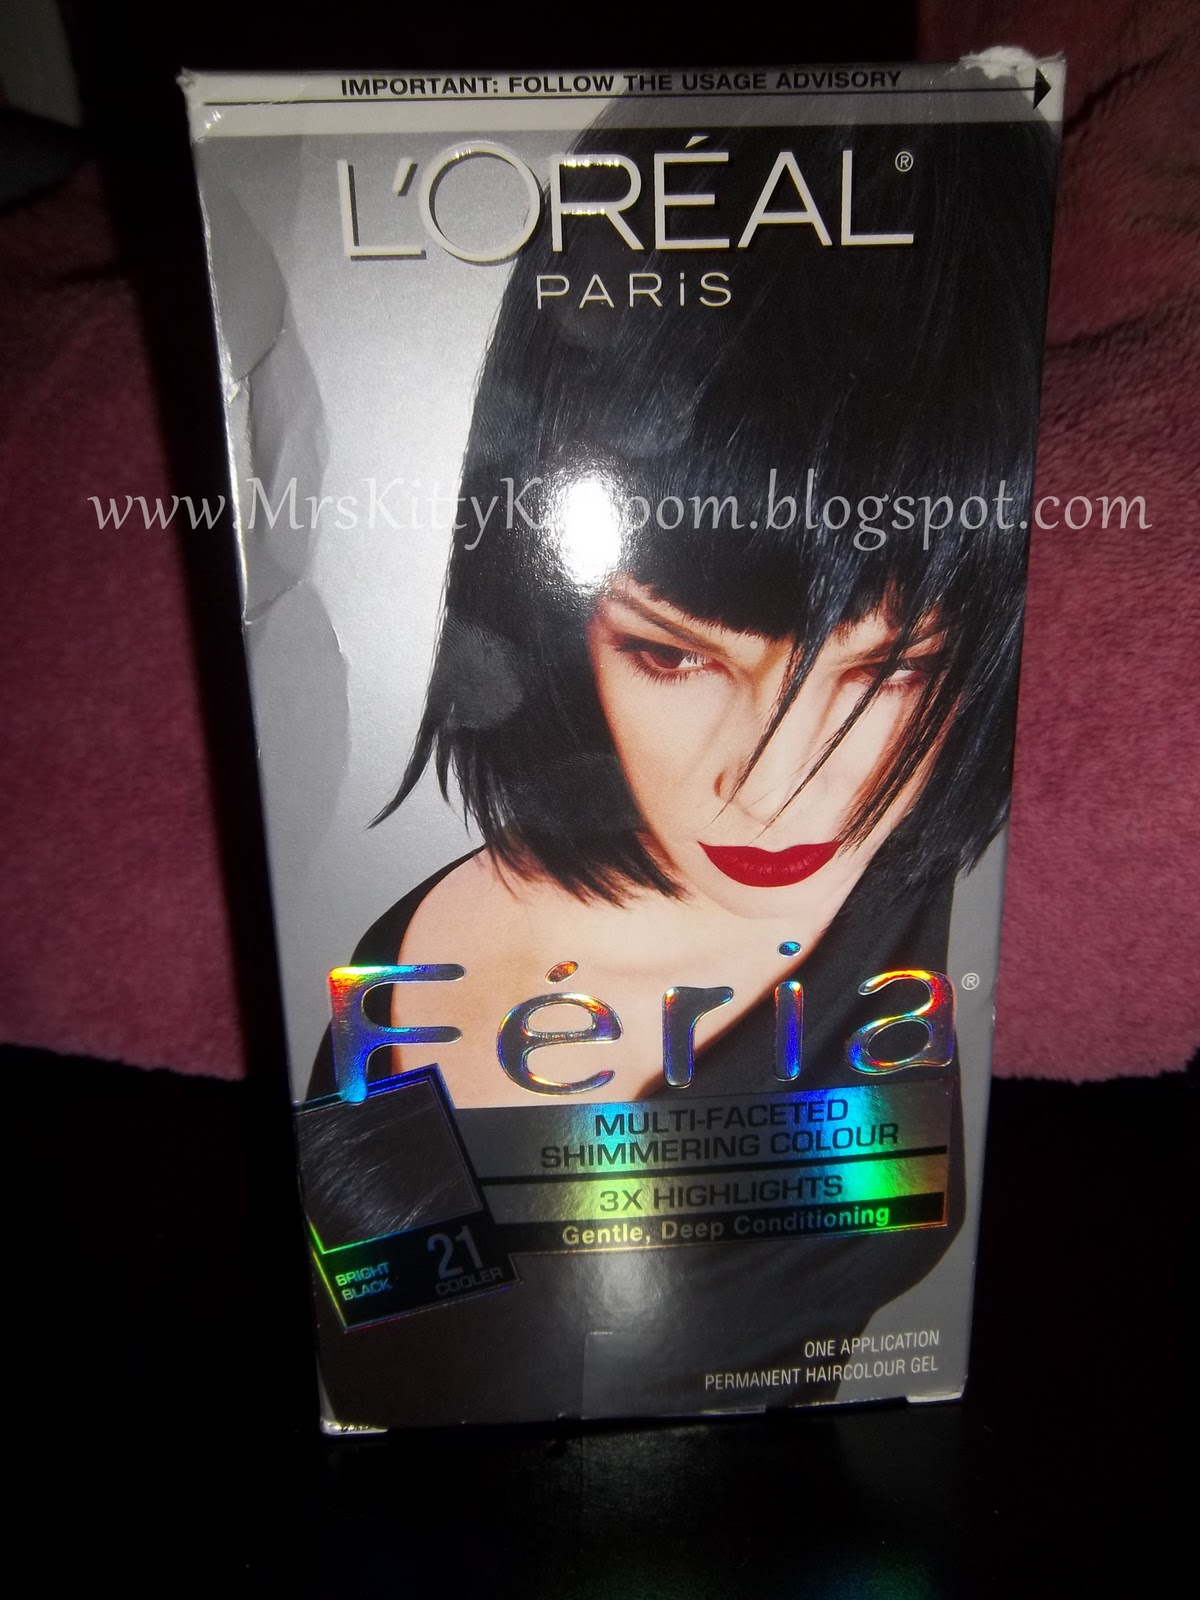 IMPORTANT: FOLLOW THE USAGE ADVISORY
L'ORÉAL®
PARiS
Féria®
MULTI-FACETED
SHIMMERING COLOUR
3X HIGHLIGHTS
Gentle, Deep Conditioning
BRIGHT
BLACK
21
COOLER
ONE APPLICATION
PERMANENT HAIRCOLOUR GEL